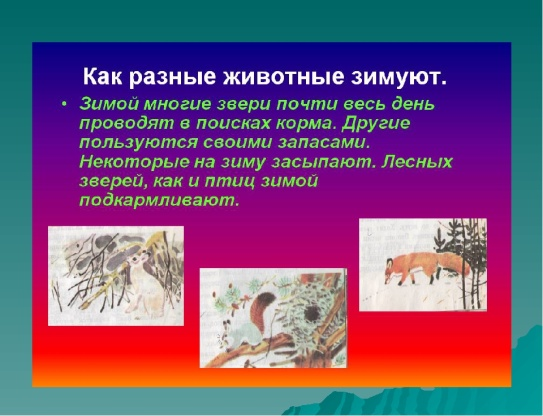 Как разные животные зимуют.
• Зимой многие звери почти весь день
проводят в поисках корма. Другие
пользуются своими запасами.
Некоторые на зиму засыпают. Лесных
зверей, как и птиц зимой
подкармливают.